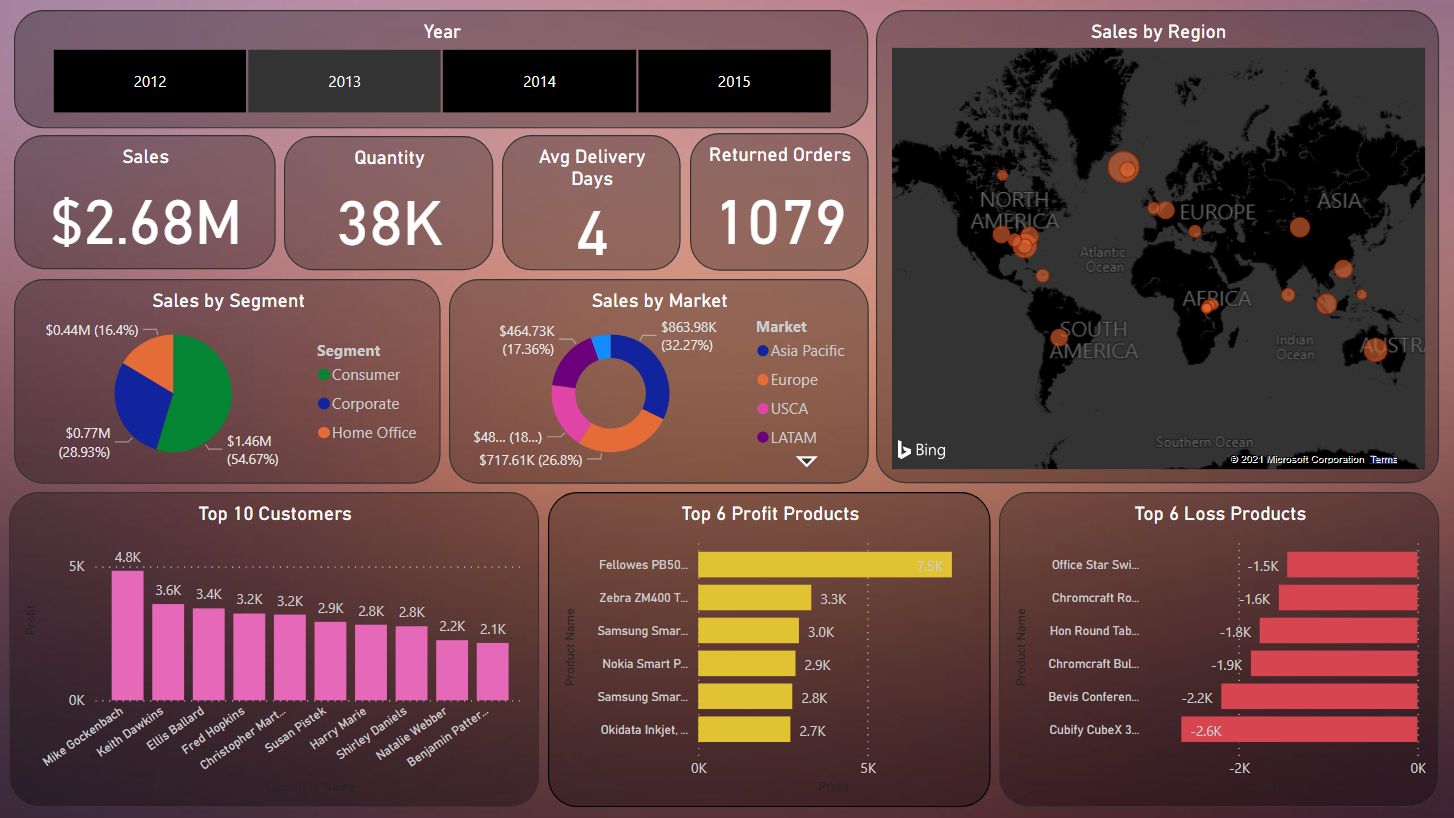 Year
2012
2013
2014
2015
Sales
$2.68M
Quantity
38K
Avg Delivery
Days
4
Returned Orders
1079
Sales by Region
NORTH
AMERICA
EUROPE
ASIA
Atlantic
Ocean
AFRICA
SOUTH
AMERICA
Indian
Ocean
AUSTR
Southern Ocean
Bing
© 2021 Microsoft Corporation Terms
Sales by Segment
$0.44M (16.4%)
$0.77M
(28.93%)
$1.46M
(54.67%)
Segment
Consumer
Corporate
Home Office
Sales by Market
$464.73K
(17.36%)
$863.98K
(32.27%)
$48... (18...)
$717.61K (26.8%)
Market
Asia Pacific
Europe
USCA
LATAM
Top 10 Customers
Profit
5K
0K
4.8K
3.6K
3.4K
3.2K
3.2K
2.9K
2.8K
2.8K
2.2K
2.1K
Mike Gockenbach
Keith Dawkins
Ellis Ballard
Fred Hopkins
Christopher Mart...
Susan Pistek
Harry Marie
Shirley Daniels
Natalie Webber
Benjamin Patter...
Customer Name
Top 6 Profit Products
Product Name
Fellowes PB50... 7.5K
Zebra ZM400 T... 3.3K
Samsung Smar... 3.0K
Nokia Smart P... 2.9K
Samsung Smar... 2.8K
Okidata Inkjet, ... 2.7K
0K 5K
Profit
Top 6 Loss Products
Product Name
Office Star Swi... -1.5K
Chromcraft Ro... -1.6K
Hon Round Tab... -1.8K
Chromcraft Bul... -1.9K
Bevis Conferen... -2.2K
Cubify CubeX 3... -2.6K
-2K 0K